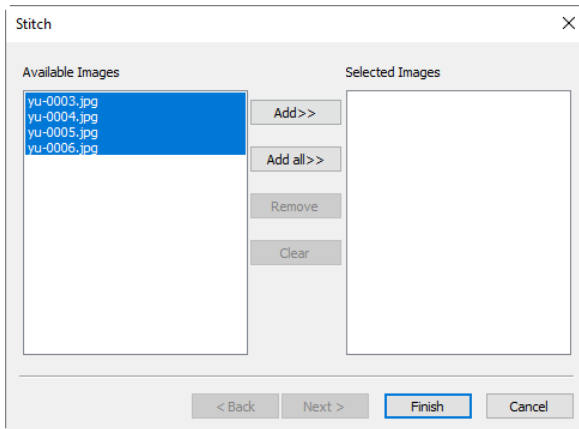 Stitch
Available Images
Selected Images
yu-0003.jpg
yu-0004.jpg
yu-0005.jpg
yu-0006.jpg
Add>>
Add all>>
Remove
Clear
< Back
Next >
Finish
Cancel